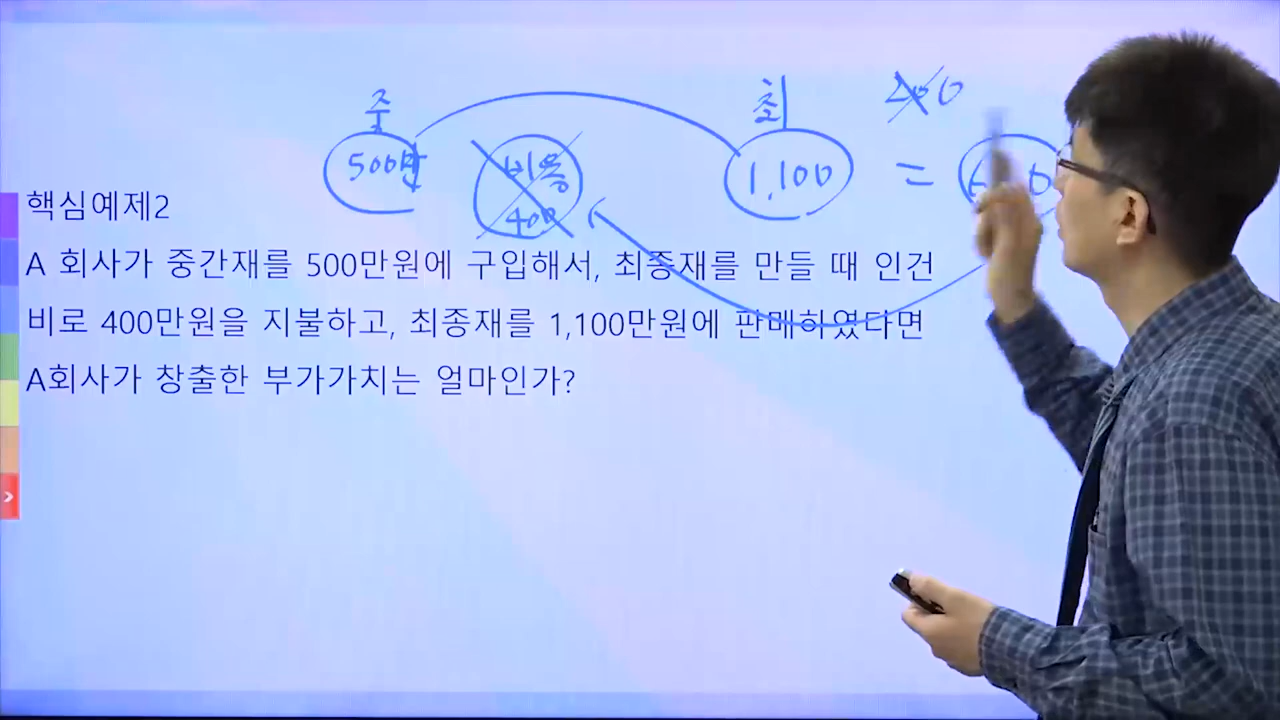 중 최 200
500만 비용 1,100 =
400
핵심예제2
A 회사가 중간재를 500만원에 구입해서, 최종재를 만들 때 인건
비로 400만원을 지불하고, 최종재를 1,100만원에 판매하였다면
A회사가 창출한 부가가치는 얼마인가?